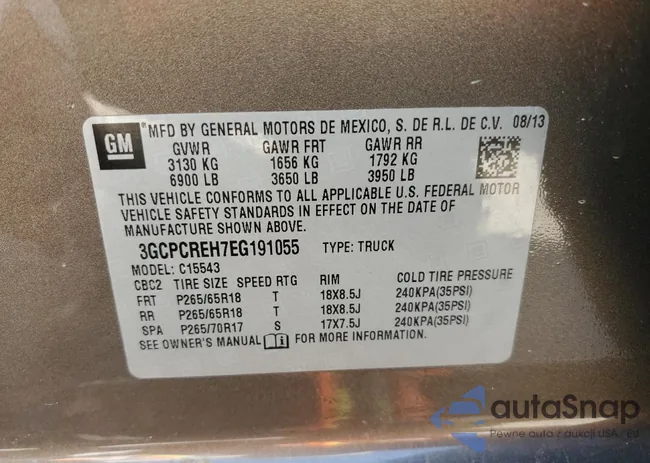 GM MFD BY GENERAL MOTORS DE MEXICO, S. DE R.L. DE C.V. 08/13
GVWR GAWR FRT GAWR RR
3130 KG 1656 KG 1792 KG
6900 LB 3650 LB 3950 LB
THIS VEHICLE CONFORMS TO ALL APPLICABLE U.S. FEDERAL MOTOR
VEHICLE SAFETY STANDARDS IN EFFECT ON THE DATE OF
MANUFACTURE SHOWN ABOVE.
3GCPCREH7EG191055 TYPE: TRUCK
MODEL: C15543
CBC2 TIRE SIZE SPEED RTG RIM COLD TIRE PRESSURE
FRT P265/65R18 T 18X8.5J 240KPA(35PSI)
RR P265/65R18 T 18X8.5J 240KPA(35PSI)
SPA P265/70R17 S 17X7.5J 240KPA(35PSI)
SEE OWNER'S MANUAL FOR MORE INFORMATION
autaSnap
Pewne auto z aukcji USA